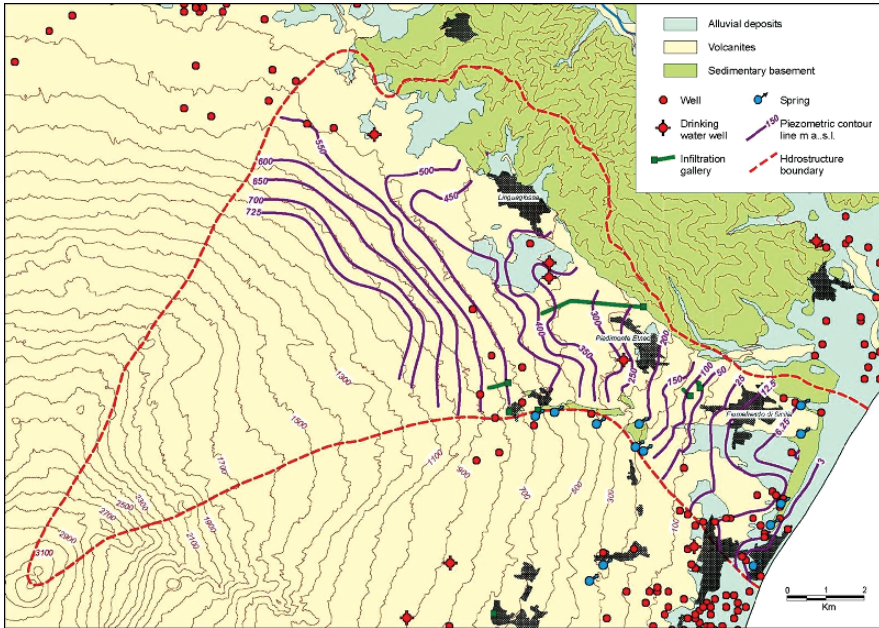 Alluvial deposits
Volcanites
Sedimentary basement
Well
Spring
Drinking
water well
Piezometric contour
line m a..s.l.
150
Infiltration
gallery
Hdrostructure
boundary
550
600
650
700
725
500
450
Linguaglossa
400
350
300
Piedimonte Etneo
250
200
150
100
50
25
12.5
Fiumefreddo di Sicilia
6.25
3
1300
1500
1700
1100
900
700
500
300
100
2300
2500
2700
2900
3100
1900
2100
0 1 2
Km